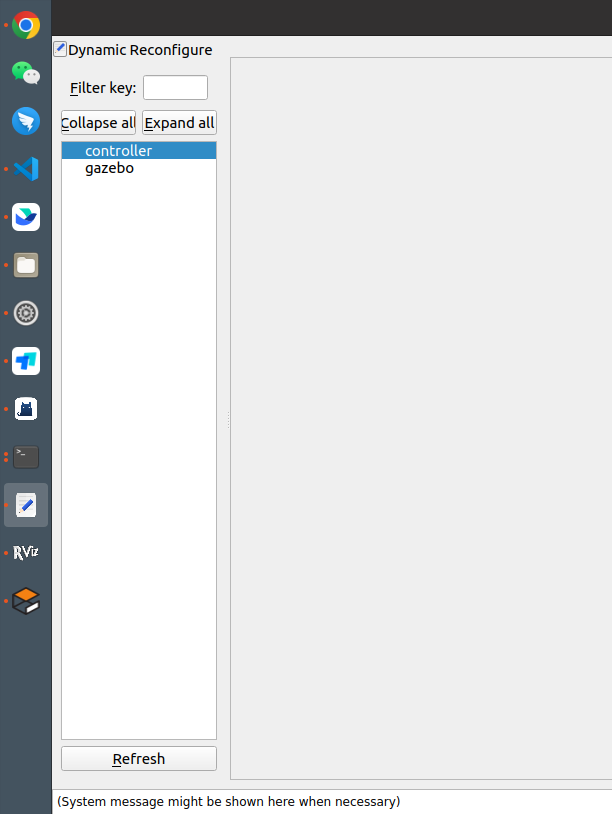 Dynamic Reconfigure
Filter key:
Collapse all Expand all
controller
gazebo
>_
RViz
Refresh
(System message might be shown here when necessary)